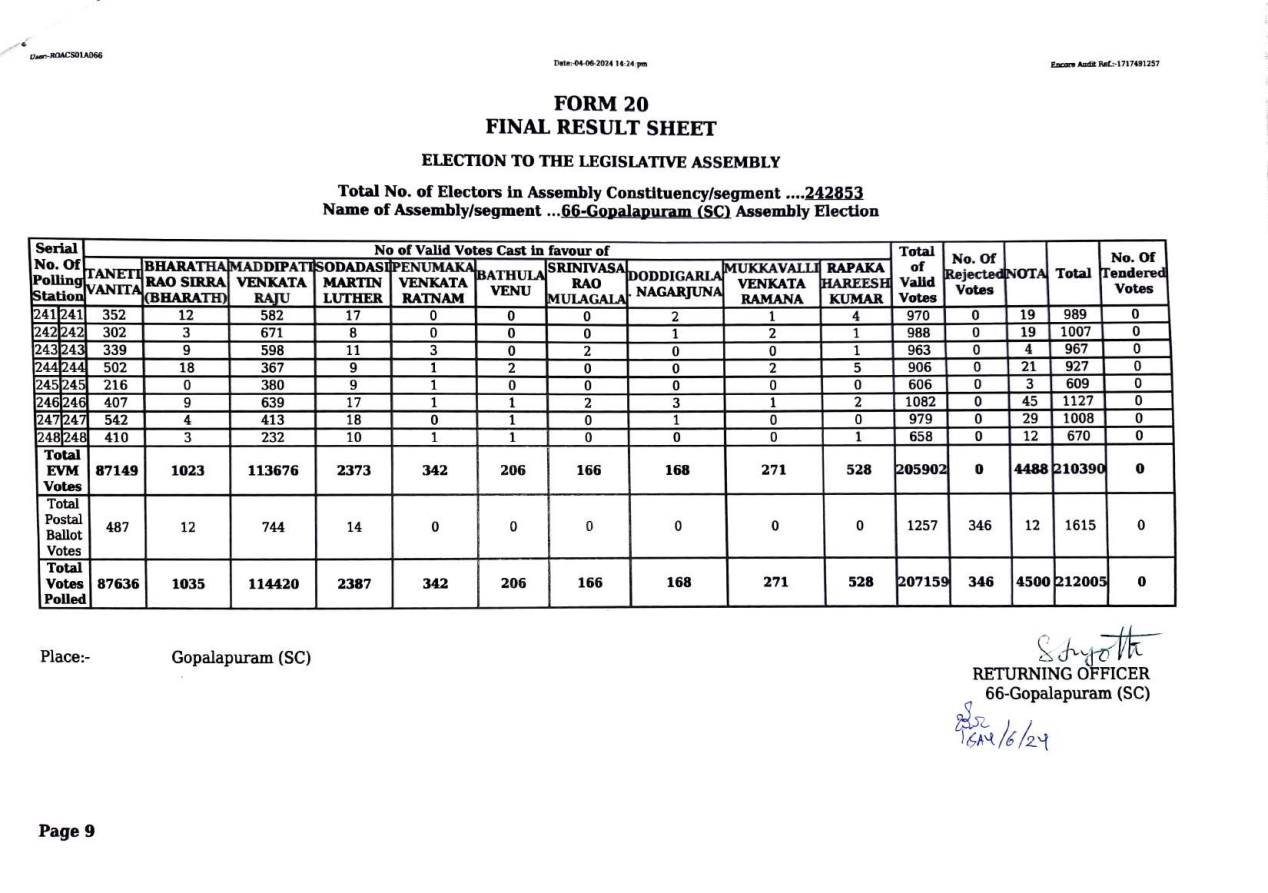 User:-ROACS01A066 Date:-04-06-2024 14:24 pm Encore Audit Ref.:-1717491257
FORM 20
FINAL RESULT SHEET
ELECTION TO THE LEGISLATIVE ASSEMBLY
Total No. of Electors in Assembly Constituency/segment ....242853
Name of Assembly/segment ...66-Gopalapuram (SC) Assembly Election
Serial No. Of Polling Station No of Valid Votes Cast in favour of Total of Valid Votes No. Of Rejected Votes NOTA Total No. Of Tendered Votes
TANETI VANITA BHARATHA RAO SIRRA (BHARATH) MADDIPATI VENKATA RAJU SODADASI MARTIN LUTHER PENUMAKA VENKATA RATNAM BATHULA VENU SRINIVASA RAO MULAGALA DODDIGARLA NAGARJUNA MUKKAVALLI VENKATA RAMANA RAPAKA HAREESH KUMAR
241 241 352 12 582 17 0 0 0 2 1 4 970 0 19 989 0
242 242 302 3 671 8 0 0 0 1 2 1 988 0 19 1007 0
243 243 339 9 598 11 3 0 2 0 0 1 963 0 4 967 0
244 244 502 18 367 9 1 2 0 0 2 5 906 0 21 927 0
245 245 216 0 380 9 1 0 0 0 0 0 606 0 3 609 0
246 246 407 9 639 17 1 1 2 3 1 2 1082 0 45 1127 0
247 247 542 4 413 18 0 1 0 1 0 0 979 0 29 1008 0
248 248 410 3 232 10 1 1 0 0 0 1 658 0 12 670 0
Total EVM Votes 87149 1023 113676 2373 342 206 166 168 271 528 205902 0 4488 210390 0
Total Postal Ballot Votes 487 12 744 14 0 0 0 0 0 0 1257 346 12 1615 0
Total Votes Polled 87636 1035 114420 2387 342 206 166 168 271 528 207159 346 4500 212005 0
Place:- Gopalapuram (SC)
RETURNING OFFICER
66-Gopalapuram (SC)
Page 9